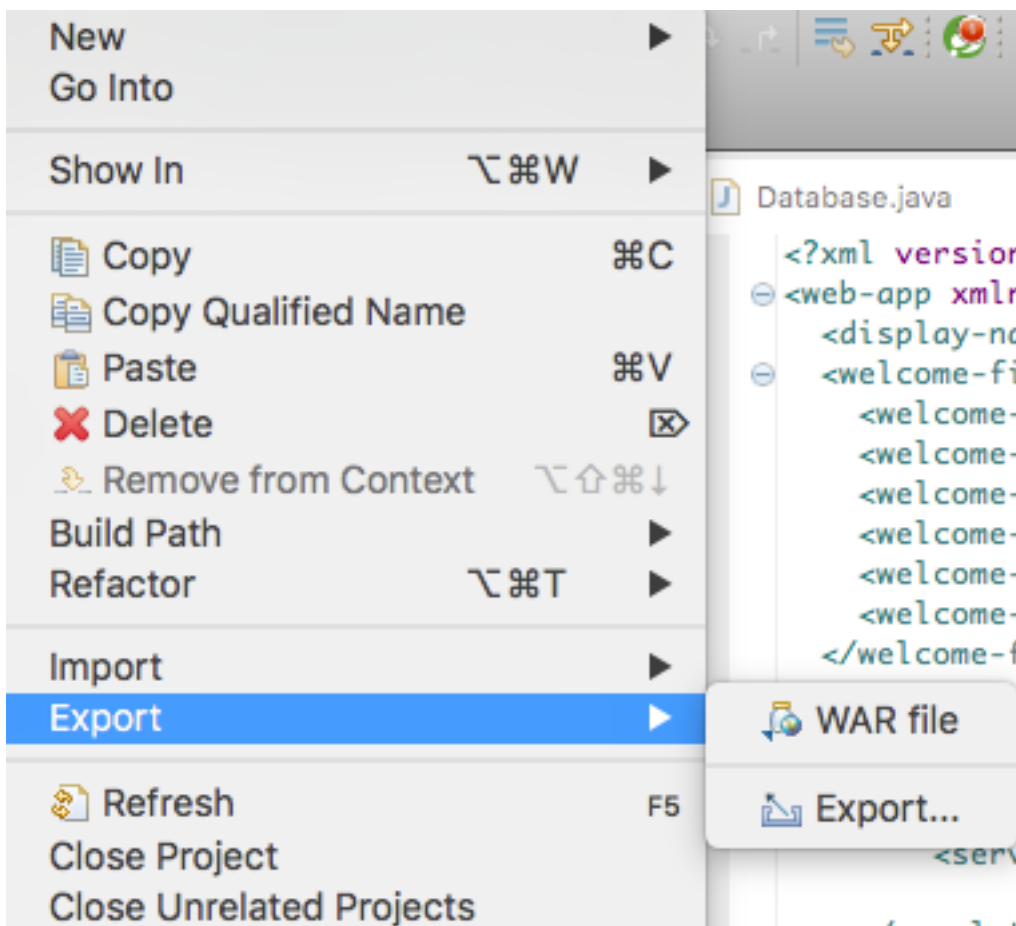 New ▶
Go Into
Show In ⌥⌘W ▶
Copy ⌘C
Copy Qualified Name
Paste ⌘V
Delete ⌦
Remove from Context ⌥⇧⌘↓
Build Path ▶
Refactor ⌥⌘T ▶
Import ▶
Export ▶
Refresh F5
Close Project
Close Unrelated Projects
WAR file
Export...
Database.java
<?xml version
<web-app xmln
<display-na
<welcome-fi
<welcome-
<welcome-
<welcome-
<welcome-
<welcome-
<welcome-
</welcome-f
<serv